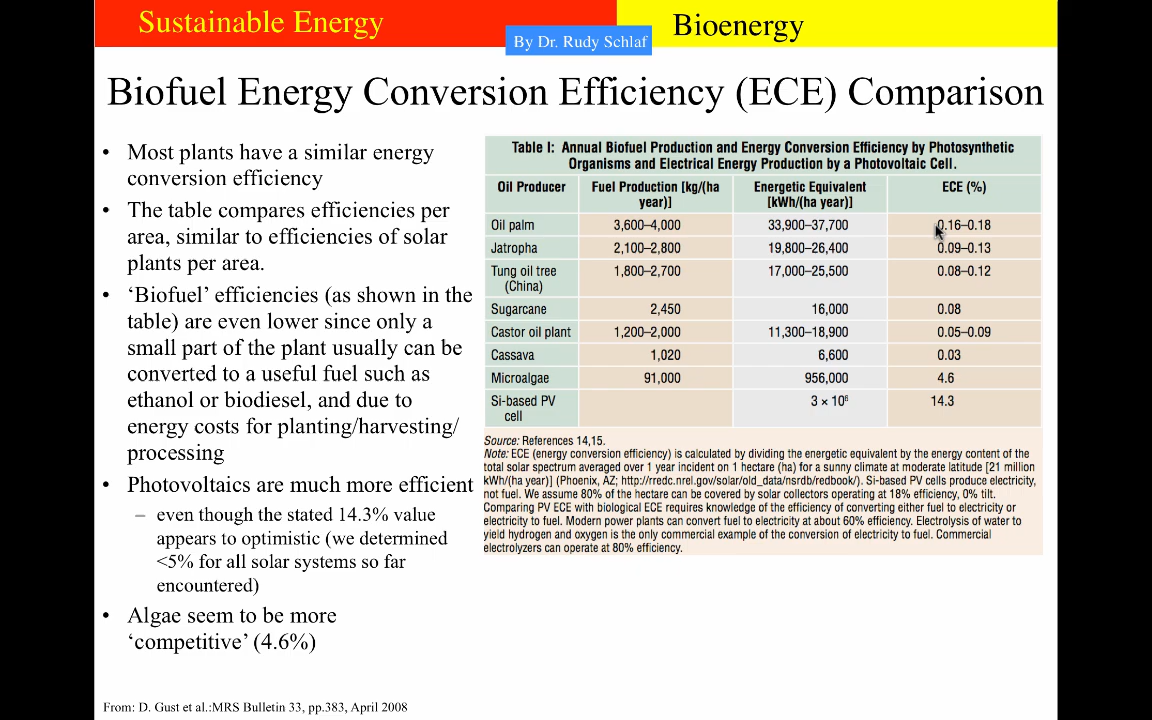 Sustainable Energy
Bioenergy
By Dr. Rudy Schlaf
Biofuel Energy Conversion Efficiency (ECE) Comparison
• Most plants have a similar energy
conversion efficiency
• The table compares efficiencies per
area, similar to efficiencies of solar
plants per area.
• ‘Biofuel’ efficiencies (as shown in the
table) are even lower since only a
small part of the plant usually can be
converted to a useful fuel such as
ethanol or biodiesel, and due to
energy costs for planting/harvesting/
processing
• Photovoltaics are much more efficient
– even though the stated 14.3% value
appears to optimistic (we determined
<5% for all solar systems so far
encountered)
• Algae seem to be more
‘competitive’ (4.6%)
Table I: Annual Biofuel Production and Energy Conversion Efficiency by Photosynthetic
Organisms and Electrical Energy Production by a Photovoltaic Cell.
Oil Producer Fuel Production [kg/(ha Energetic Equivalent ECE (%)
year)] [kWh/(ha year)]
Oil palm 3,600–4,000 33,900–37,700 0.16–0.18
Jatropha 2,100–2,800 19,800–26,400 0.09–0.13
Tung oil tree 1,800–2,700 17,000–25,500 0.08–0.12
(China)
Sugarcane 2,450 16,000 0.08
Castor oil plant 1,200–2,000 11,300–18,900 0.05–0.09
Cassava 1,020 6,600 0.03
Microalgae 91,000 956,000 4.6
Si-based PV 3 × 10⁶ 14.3
cell
Source: References 14,15.
Note: ECE (energy conversion efficiency) is calculated by dividing the energetic equivalent by the energy content of the
total solar spectrum averaged over 1 year incident on 1 hectare (ha) for a sunny climate at moderate latitude [21 million
kWh/(ha year)] (Phoenix, AZ; http://rredc.nrel.gov/solar/old_data/nsrdb/redbook/). Si-based PV cells produce electricity,
not fuel. We assume 80% of the hectare can be covered by solar collectors operating at 18% efficiency, 0% tilt.
Comparing PV ECE with biological ECE requires knowledge of the efficiency of converting either fuel to electricity or
electricity to fuel. Modern power plants can convert fuel to electricity at about 60% efficiency. Electrolysis of water to
yield hydrogen and oxygen is the only commercial example of the conversion of electricity to fuel. Commercial
electrolyzers can operate at 80% efficiency.
From: D. Gust et al.:MRS Bulletin 33, pp.383, April 2008